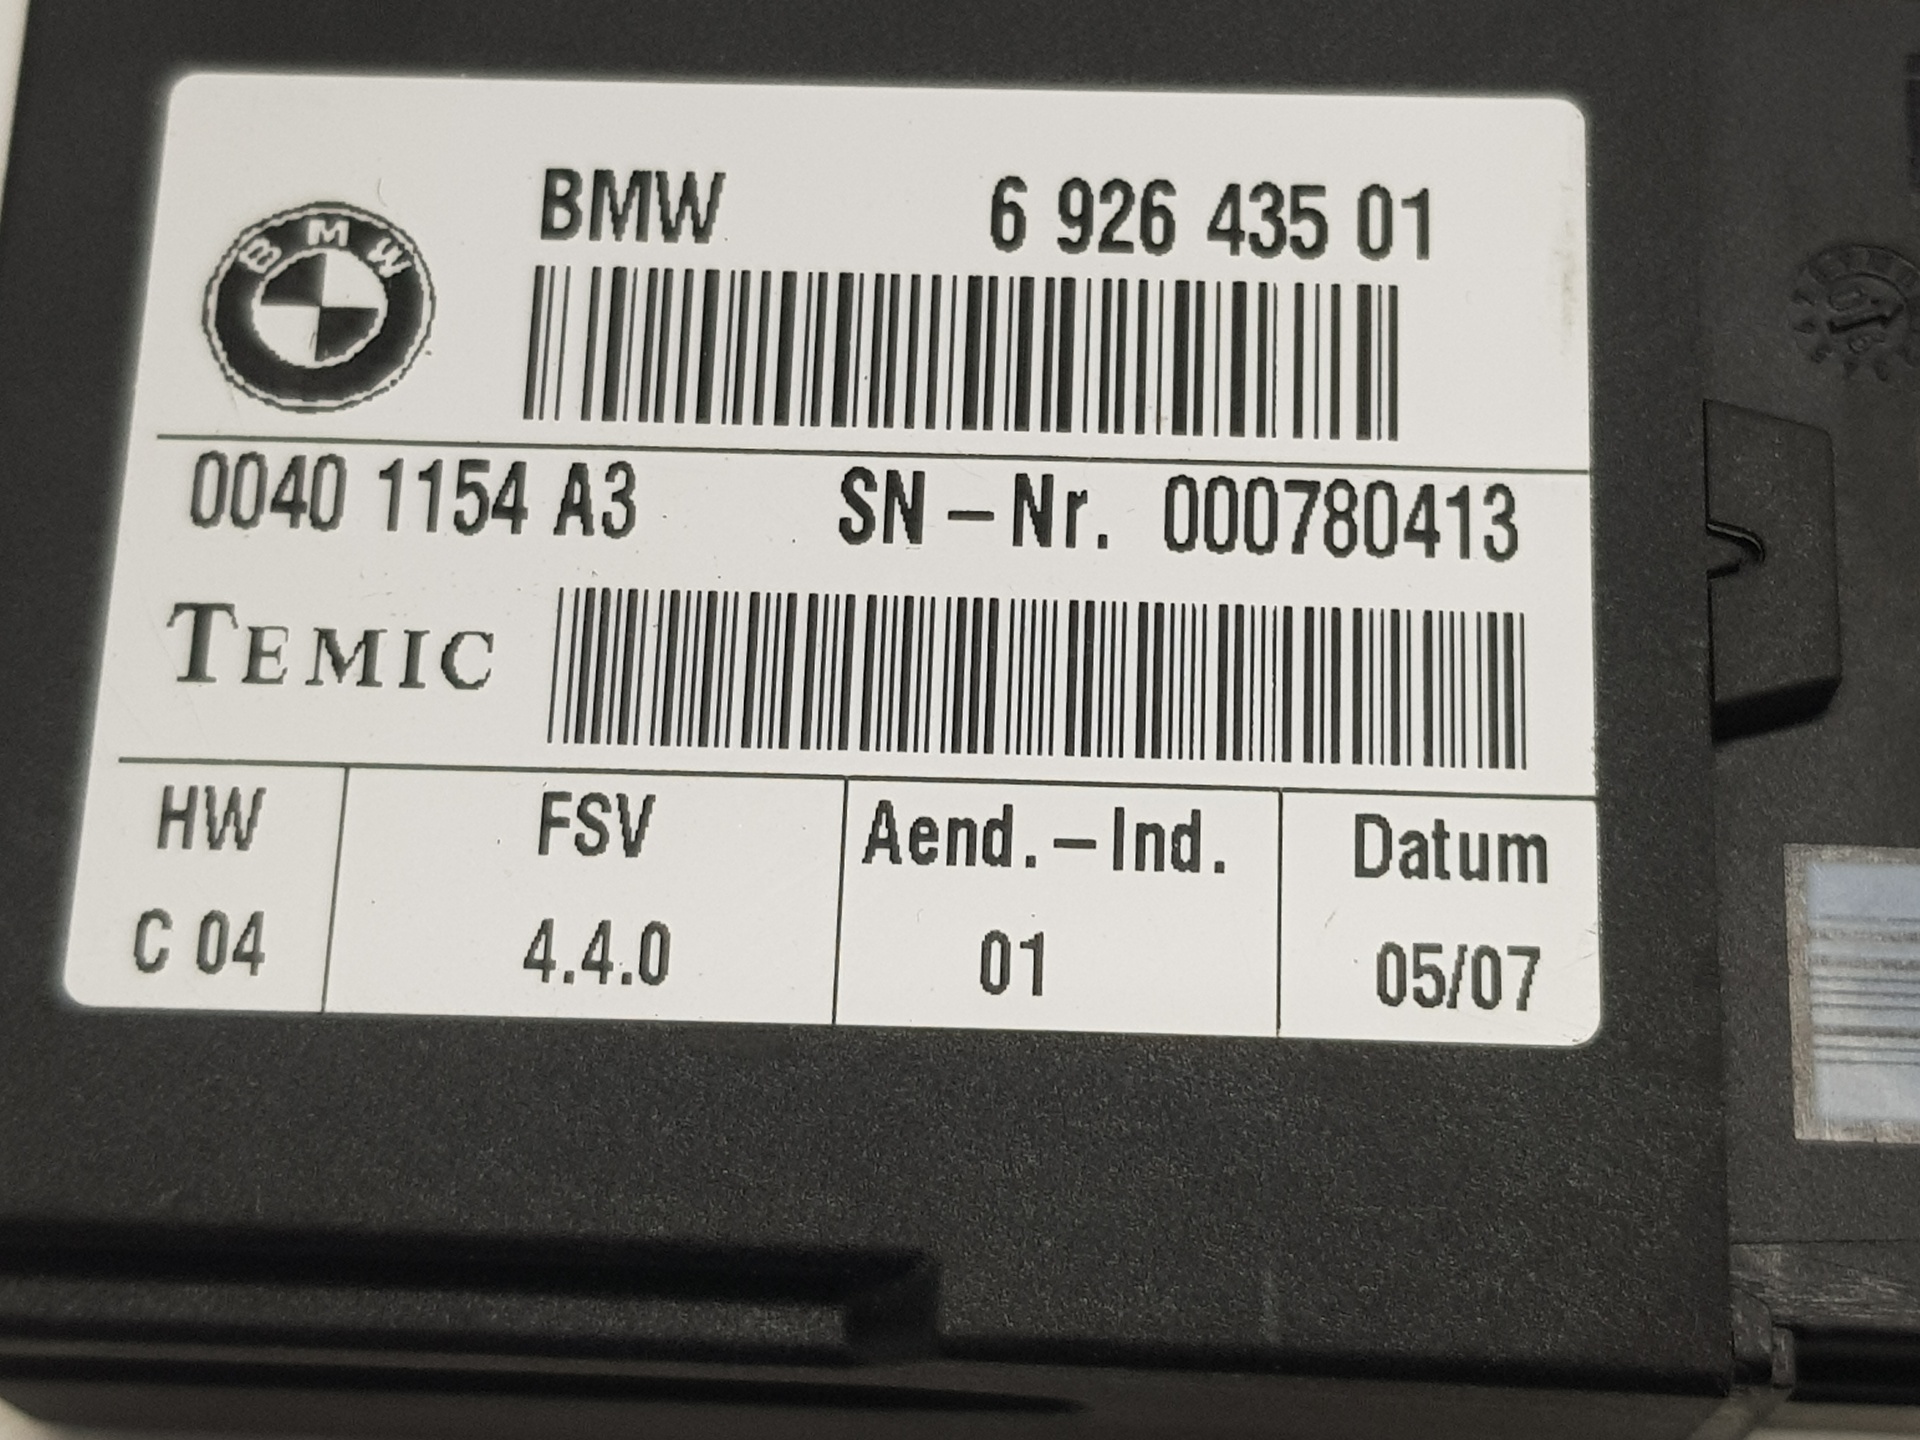 BMW
BMW 6 926 435 01
0040 1154 A3 SN-Nr. 000780413
TEMIC
HW FSV Aend.-Ind. Datum
C 04 4.4.0 01 05/07